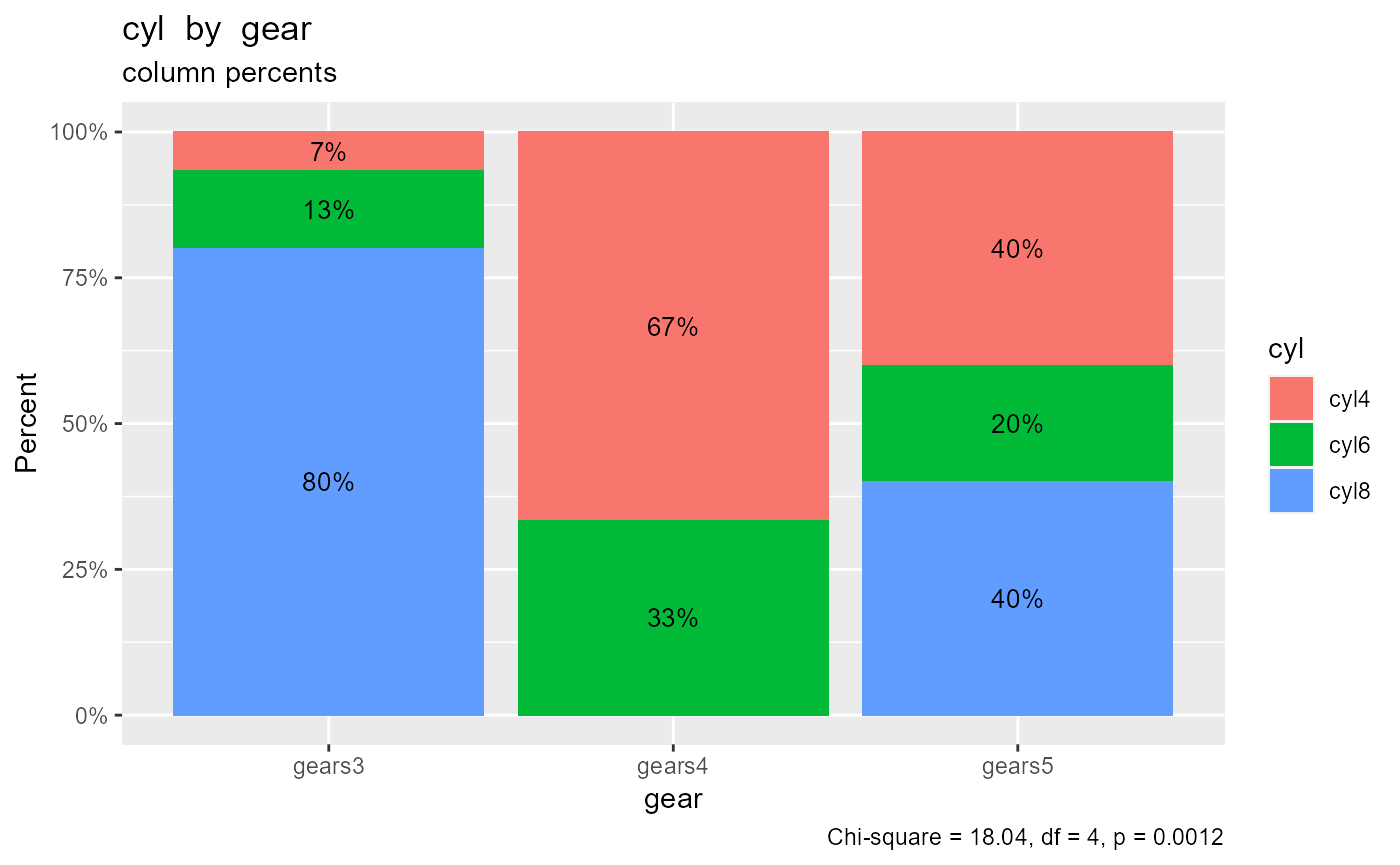 cyl  by  gear
column percents
100%
75%
50%
25%
0%
Percent
7%
13%
80%
67%
33%
40%
20%
40%
gears3
gears4
gears5
gear
cyl
cyl4
cyl6
cyl8
Chi-square = 18.04, df = 4, p = 0.0012